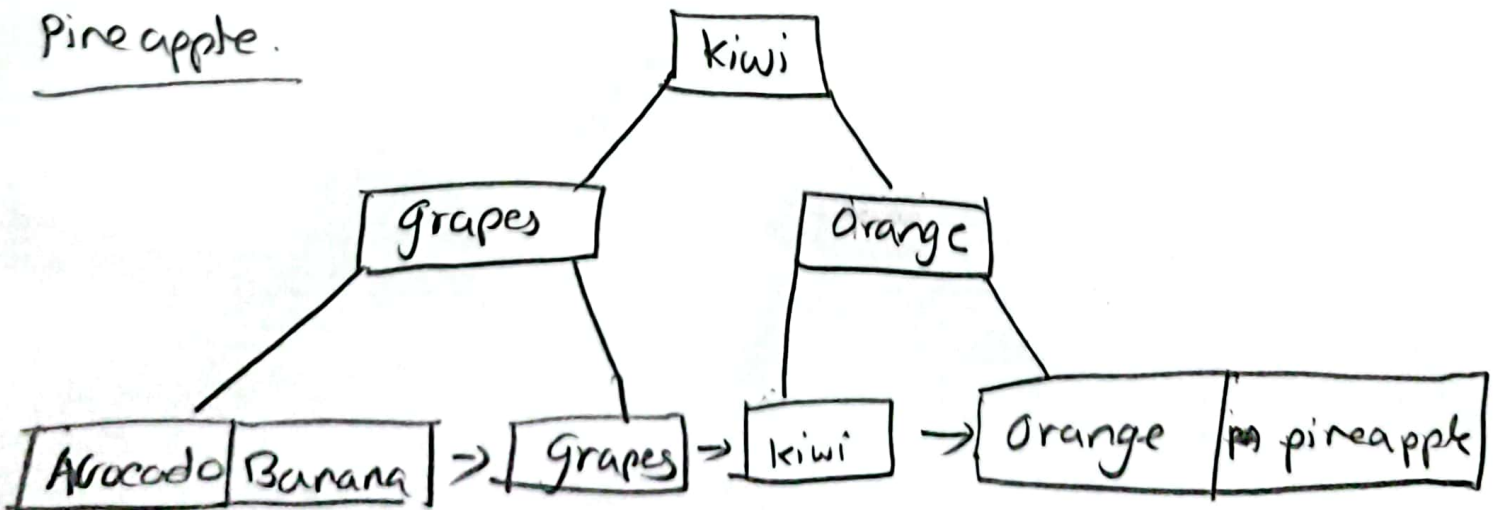 Pineapple.
Kiwi
grapes
Orange
Avocado Banana → grapes → kiwi → Orange pineapple